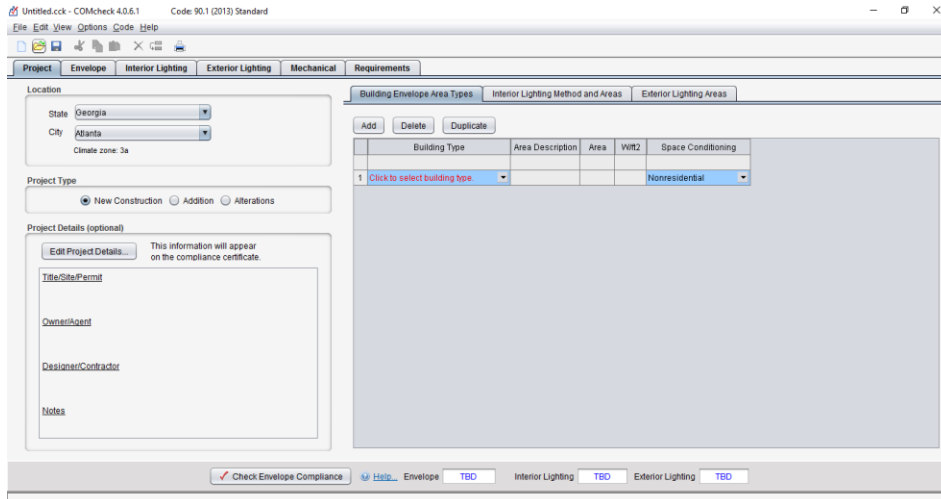 Untitled.cck - COMcheck 4.0.6.1 Code: 90.1 (2013) Standard
File Edit View Options Code Help
Project Envelope Interior Lighting Exterior Lighting Mechanical Requirements
Location
State Georgia
City Atlanta
Climate zone: 3a
Project Type
New Construction Addition Alterations
Project Details (optional)
Edit Project Details...
This information will appear
on the compliance certificate.
Title/Site/Permit
Owner/Agent
Designer/Contractor
Notes
Building Envelope Area Types Interior Lighting Method and Areas Exterior Lighting Areas
Add Delete Duplicate
Building Type Area Description Area W/ft2 Space Conditioning
1 Click to select building type. Nonresidential
Check Envelope Compliance Help... Envelope TBD Interior Lighting TBD Exterior Lighting TBD